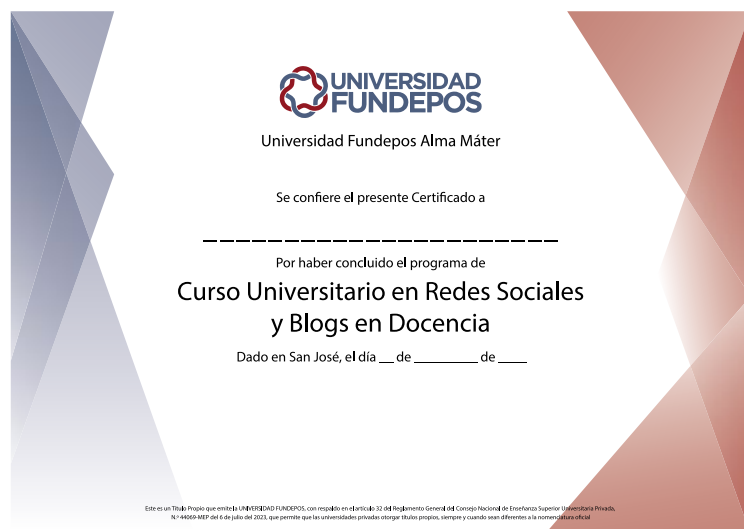 UNIVERSIDAD
FUNDEPOS
Universidad Fundepos Alma Máter
Se confiere el presente Certificado a
_ _ _ _ _ _ _ _ _ _ _ _ _ _ _ _ _ _ _ _ _ _
Por haber concluido el programa de
Curso Universitario en Redes Sociales
y Blogs en Docencia
Dado en San José, el día __ de ________ de ____
Este es un Título Propio que emite la UNIVERSIDAD FUNDEPOS, con respaldo en el artículo 32 del Reglamento General del Consejo Nacional de Enseñanza Superior Universitaria Privada,
N.º 44069-MEP del 6 de julio del 2023, que permite que las universidades privadas otorgar títulos propios, siempre y cuando sean diferentes a la nomenclatura oficial